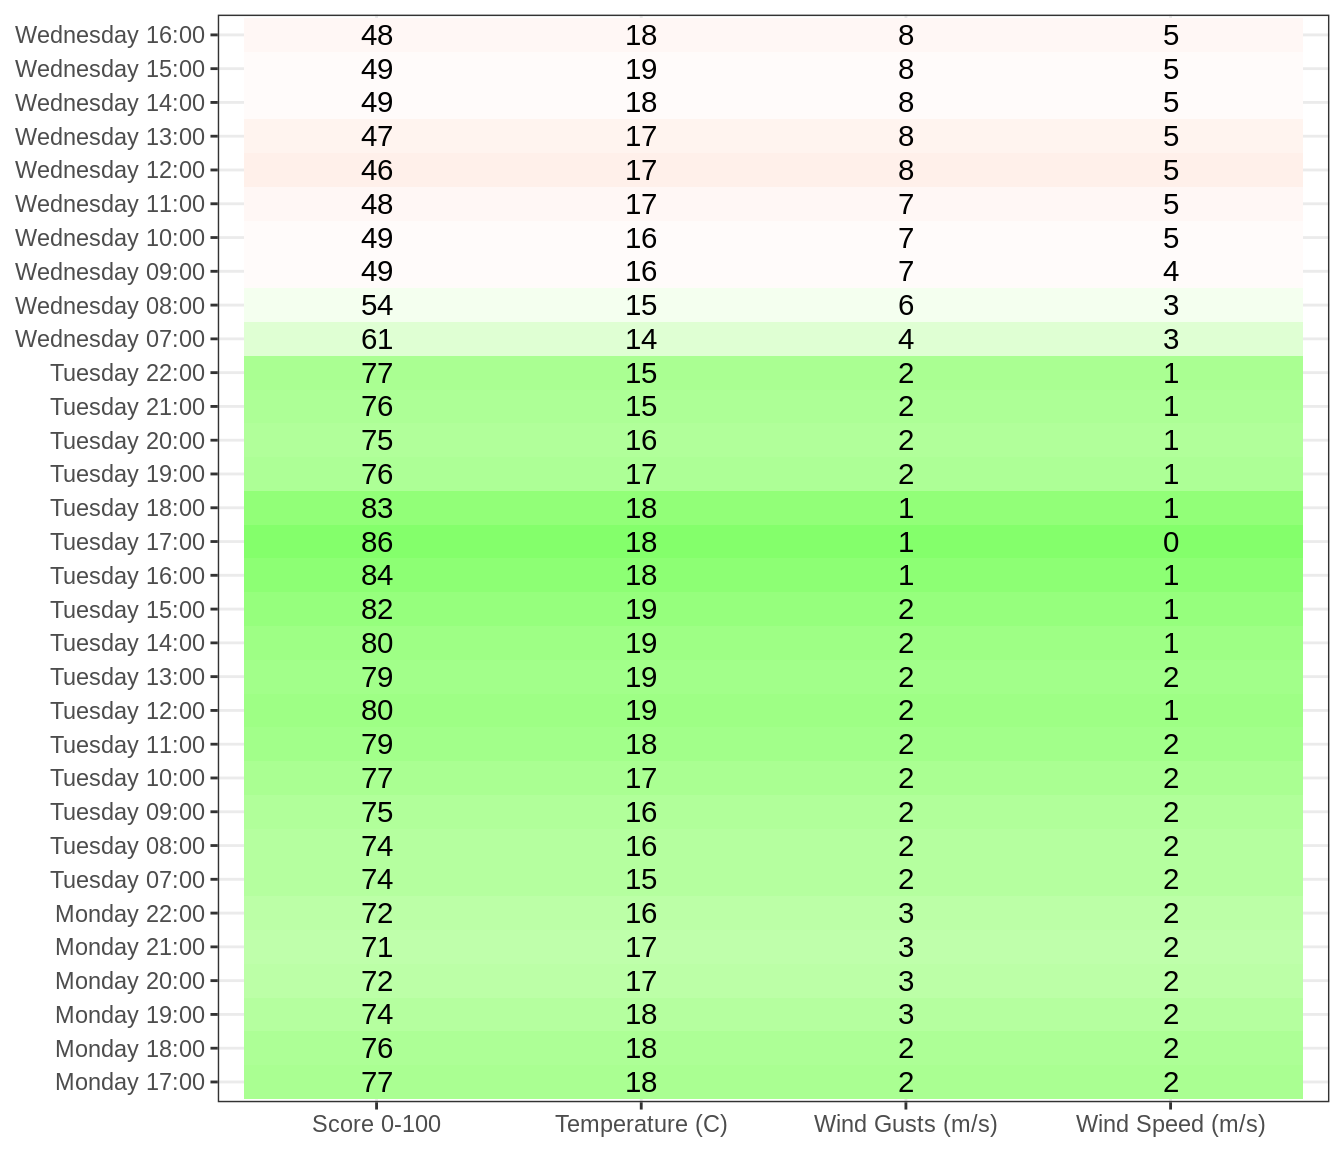 Wednesday 16:00 48 18 8 5
Wednesday 15:00 49 19 8 5
Wednesday 14:00 49 18 8 5
Wednesday 13:00 47 17 8 5
Wednesday 12:00 46 17 8 5
Wednesday 11:00 48 17 7 5
Wednesday 10:00 49 16 7 5
Wednesday 09:00 49 16 7 4
Wednesday 08:00 54 15 6 3
Wednesday 07:00 61 14 4 3
Tuesday 22:00 77 15 2 1
Tuesday 21:00 76 15 2 1
Tuesday 20:00 75 16 2 1
Tuesday 19:00 76 17 2 1
Tuesday 18:00 83 18 1 1
Tuesday 17:00 86 18 1 0
Tuesday 16:00 84 18 1 1
Tuesday 15:00 82 19 2 1
Tuesday 14:00 80 19 2 1
Tuesday 13:00 79 19 2 2
Tuesday 12:00 80 19 2 1
Tuesday 11:00 79 18 2 2
Tuesday 10:00 77 17 2 2
Tuesday 09:00 75 16 2 2
Tuesday 08:00 74 16 2 2
Tuesday 07:00 74 15 2 2
Monday 22:00 72 16 3 2
Monday 21:00 71 17 3 2
Monday 20:00 72 17 3 2
Monday 19:00 74 18 3 2
Monday 18:00 76 18 2 2
Monday 17:00 77 18 2 2
Score 0-100 Temperature (C) Wind Gusts (m/s) Wind Speed (m/s)